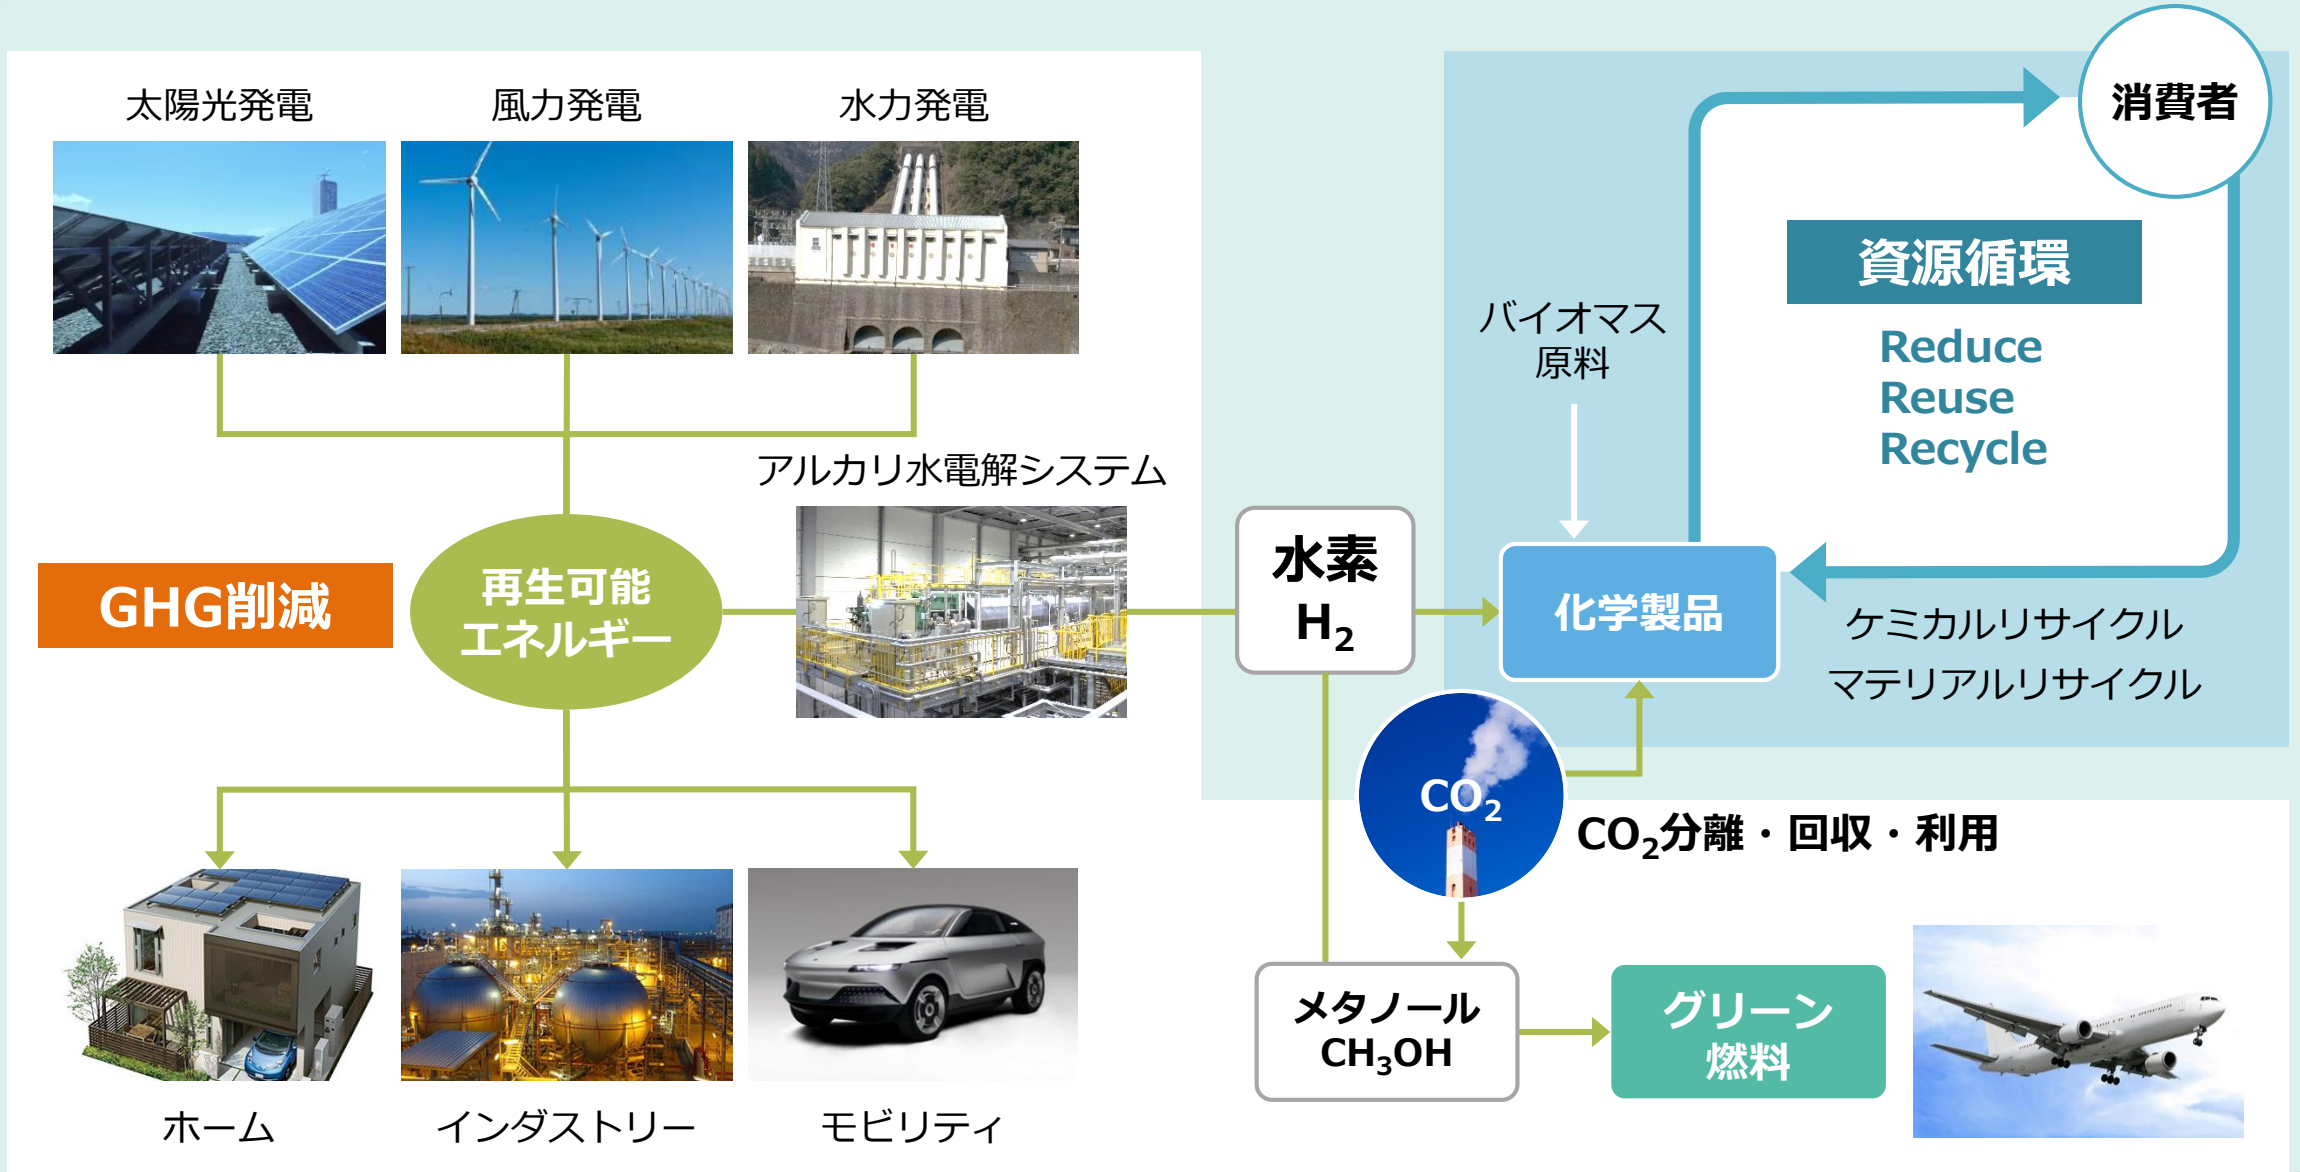 太陽光発電
風力発電
水力発電
アルカリ水電解システム
GHG削減
再生可能
エネルギー
ホーム
インダストリー
モビリティ
水素
H₂
消費者
資源循環
Reduce
Reuse
Recycle
バイオマス
原料
化学製品
ケミカルリサイクル
マテリアルリサイクル
CO₂
CO₂分離・回収・利用
メタノール
CH₃OH
グリーン
燃料